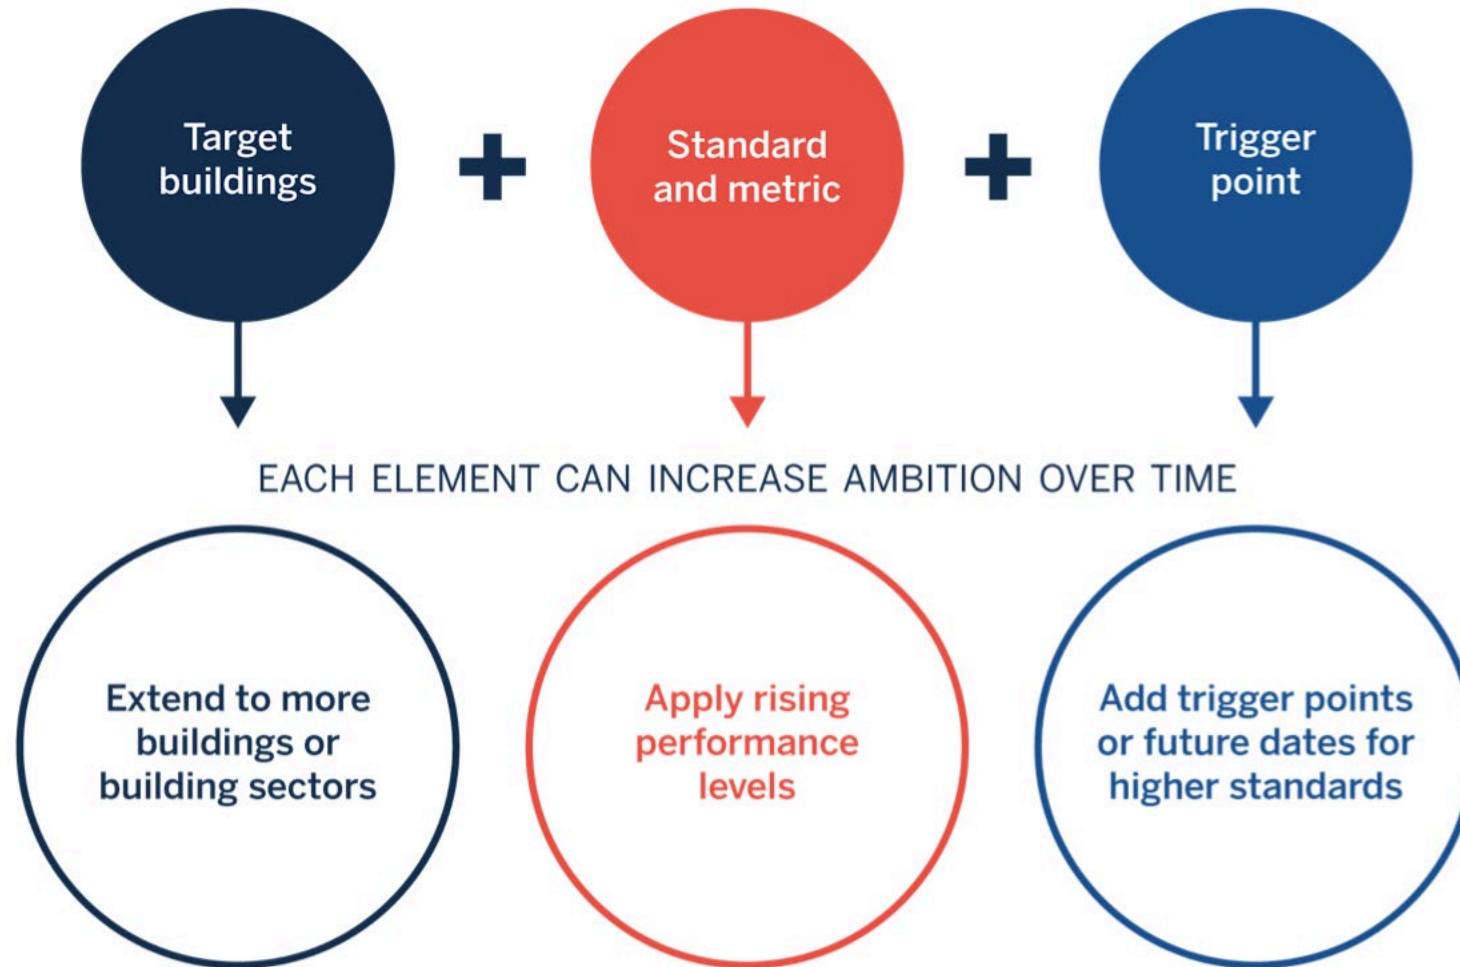 Target
buildings
Standard
and metric
Trigger
point
EACH ELEMENT CAN INCREASE AMBITION OVER TIME
Extend to more
buildings or
building sectors
Apply rising
performance
levels
Add trigger points
or future dates for
higher standards